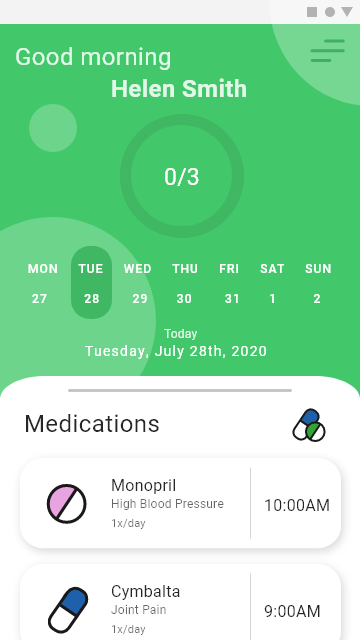 Good morning
Helen Smith
0/3
MON TUE WED THU FRI SAT SUN
27 28 29 30 31 1 2
Today
Tuesday, July 28th, 2020
Medications
Monopril
High Blood Pressure
1x/day
10:00AM
Cymbalta
Joint Pain
1x/day
9:00AM